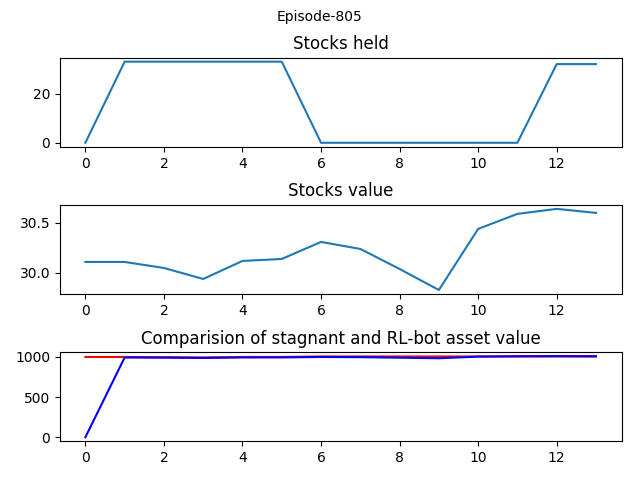 Episode-805
Stocks held
20
0
0 2 4 6 8 10 12
Stocks value
30.5
30.0
0 2 4 6 8 10 12
Comparision of stagnant and RL-bot asset value
1000
500
0
0 2 4 6 8 10 12